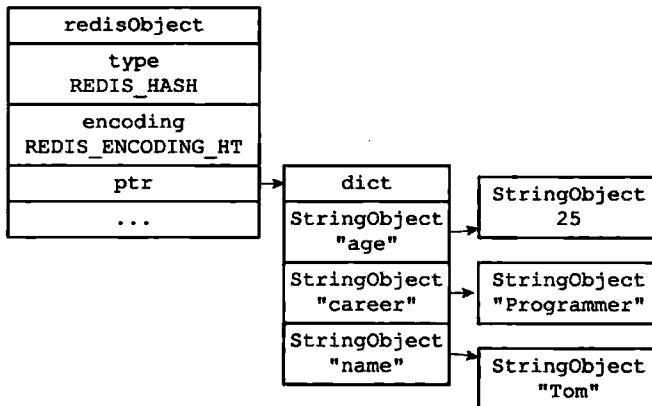 redisObject
type
REDIS_HASH
encoding
REDIS_ENCODING_HT
ptr
...
dict
StringObject
"age"
StringObject
"career"
StringObject
"name"
StringObject
25
StringObject
"Programmer"
StringObject
"Tom"